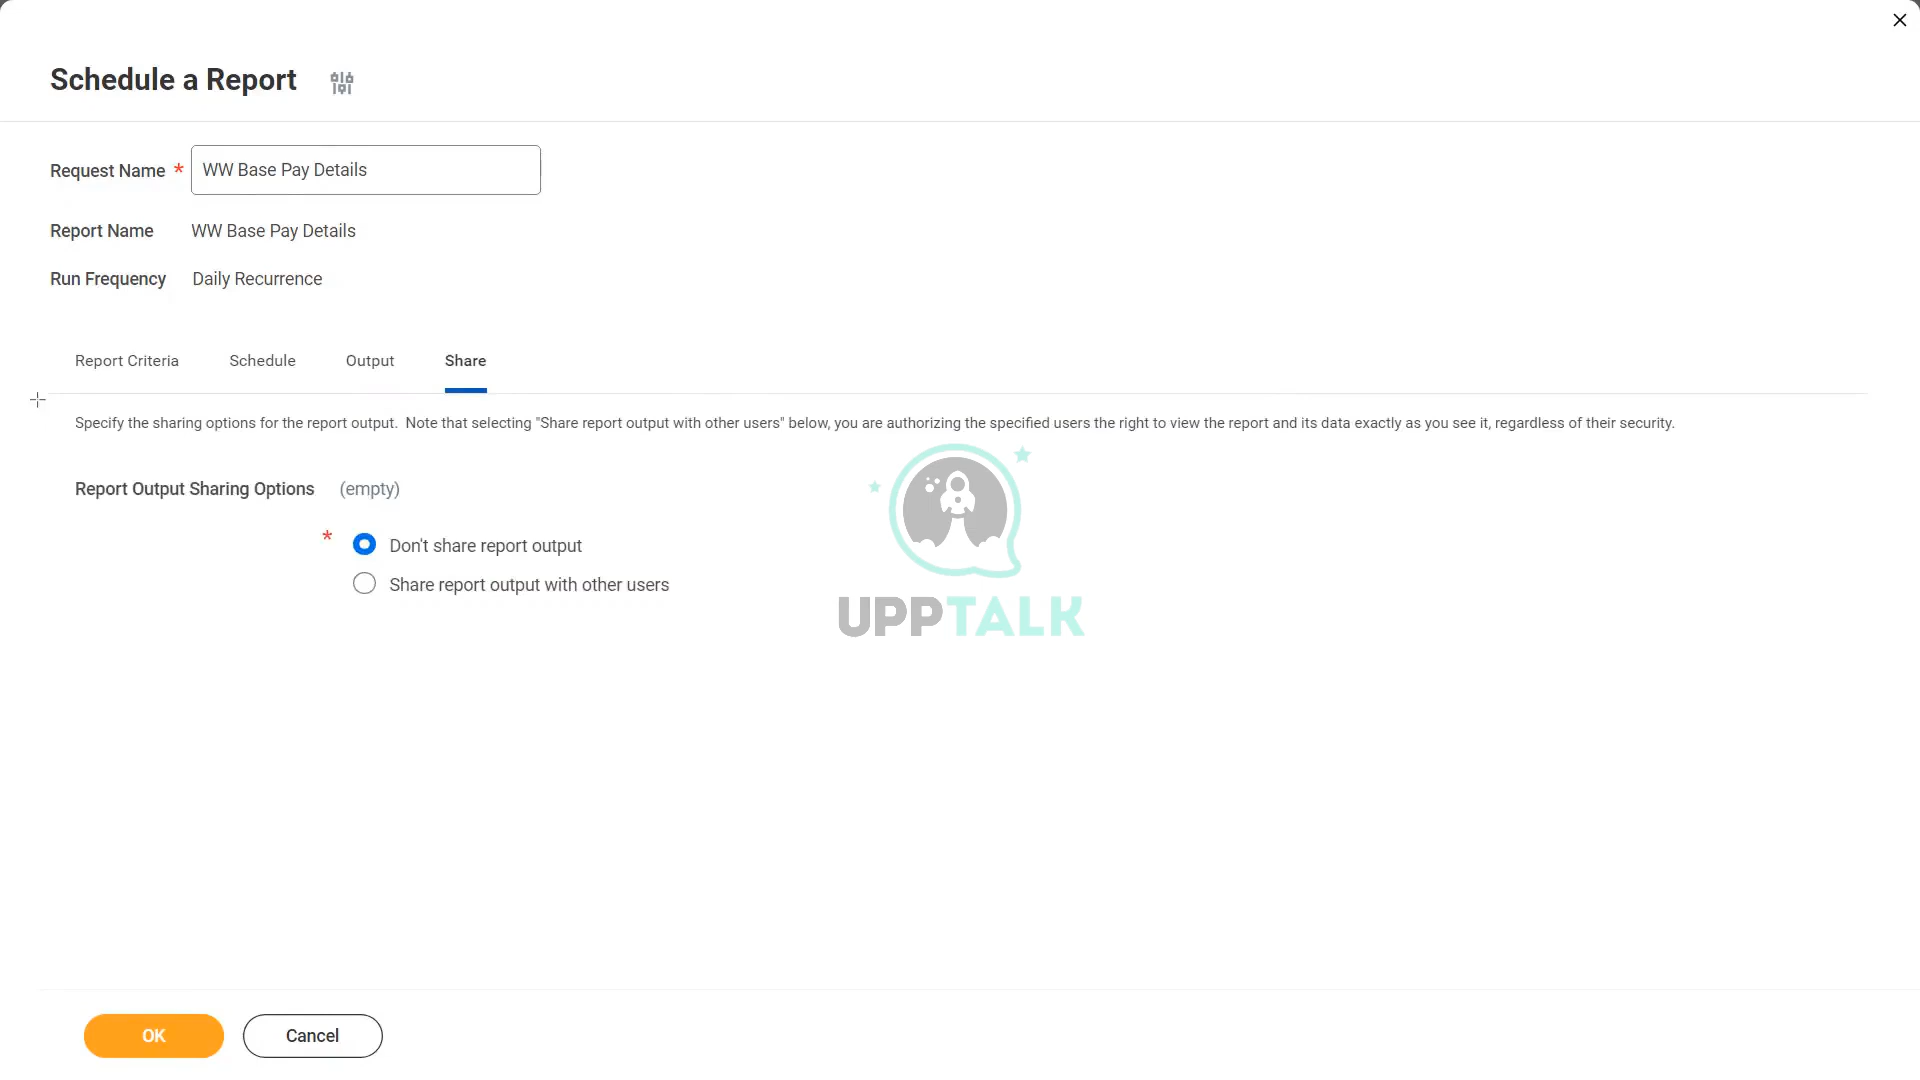 Schedule a Report
Request Name * WW Base Pay Details
Report Name WW Base Pay Details
Run Frequency Daily Recurrence
Report Criteria Schedule Output Share
Specify the sharing options for the report output.  Note that selecting "Share report output with other users" below, you are authorizing the specified users the right to view the report and its data exactly as you see it, regardless of their security.
Report Output Sharing Options (empty)
* Don't share report output
Share report output with other users
UPPTALK
OK Cancel